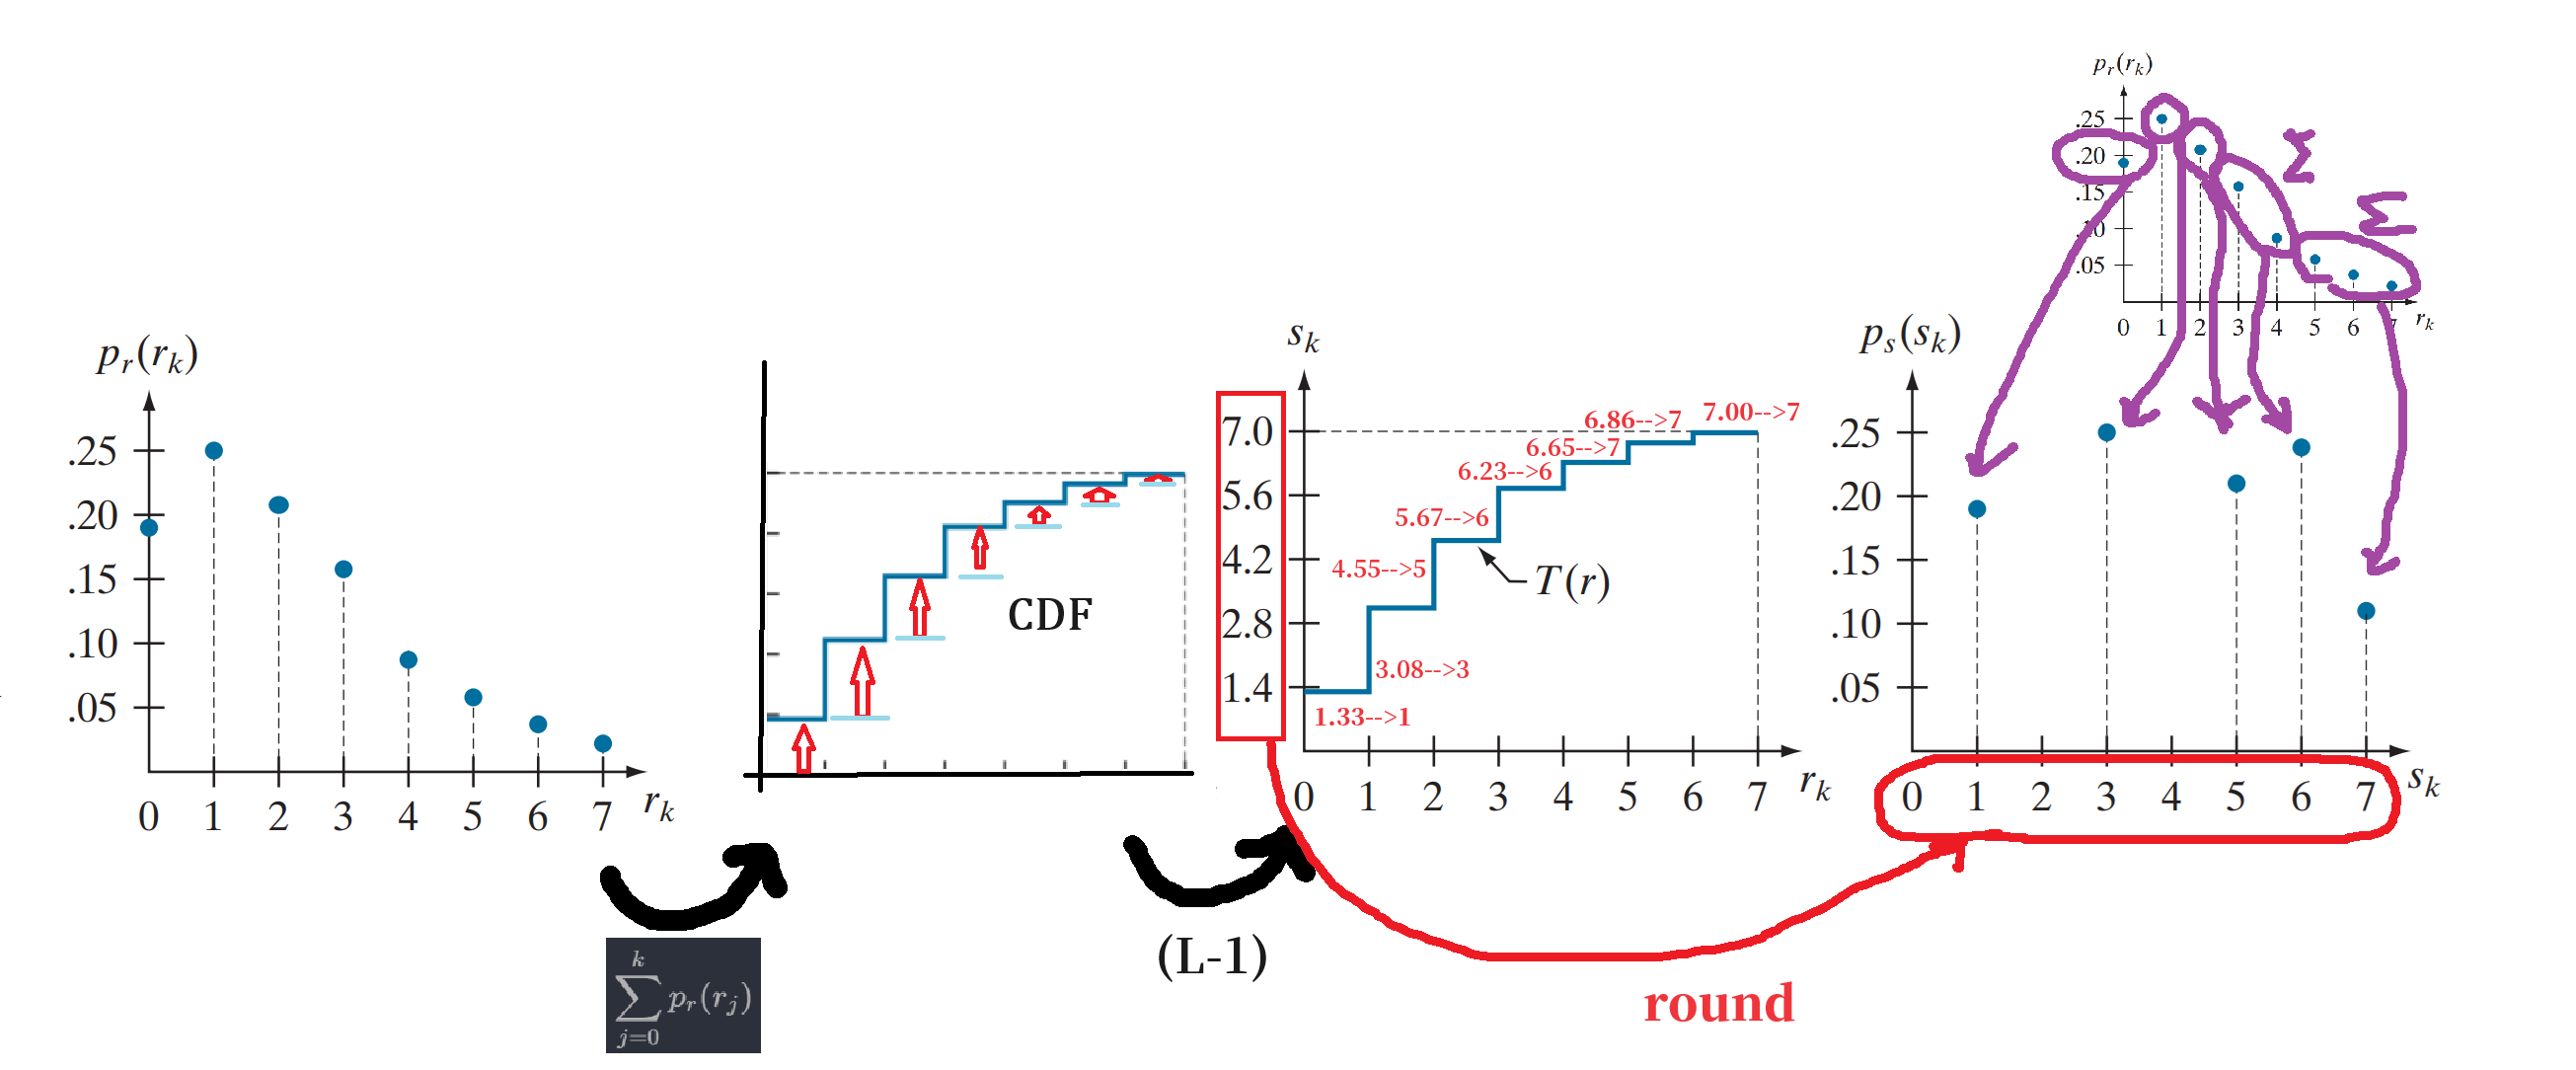 p_r(r_k)
.25
.20
.15
.10
.05
0 1 2 3 4 5 6 7 r_k
\sum_{j=0}^{k} p_r(r_j)
CDF
(L-1)
s_k
7.0
5.6
4.2
2.8
1.4
1.33-->1
3.08-->3
4.55-->5
5.67-->6
6.23-->6
6.65-->7
6.86-->7
7.00-->7
T(r)
0 1 2 3 4 5 6 7 r_k
round
p_s(s_k)
.25
.20
.15
.10
.05
0 1 2 3 4 5 6 7 s_k
p_r(r_k)
.25
.20
.15
.10
.05
0 1 2 3 4 5 6 7 r_k
Σ
Σ